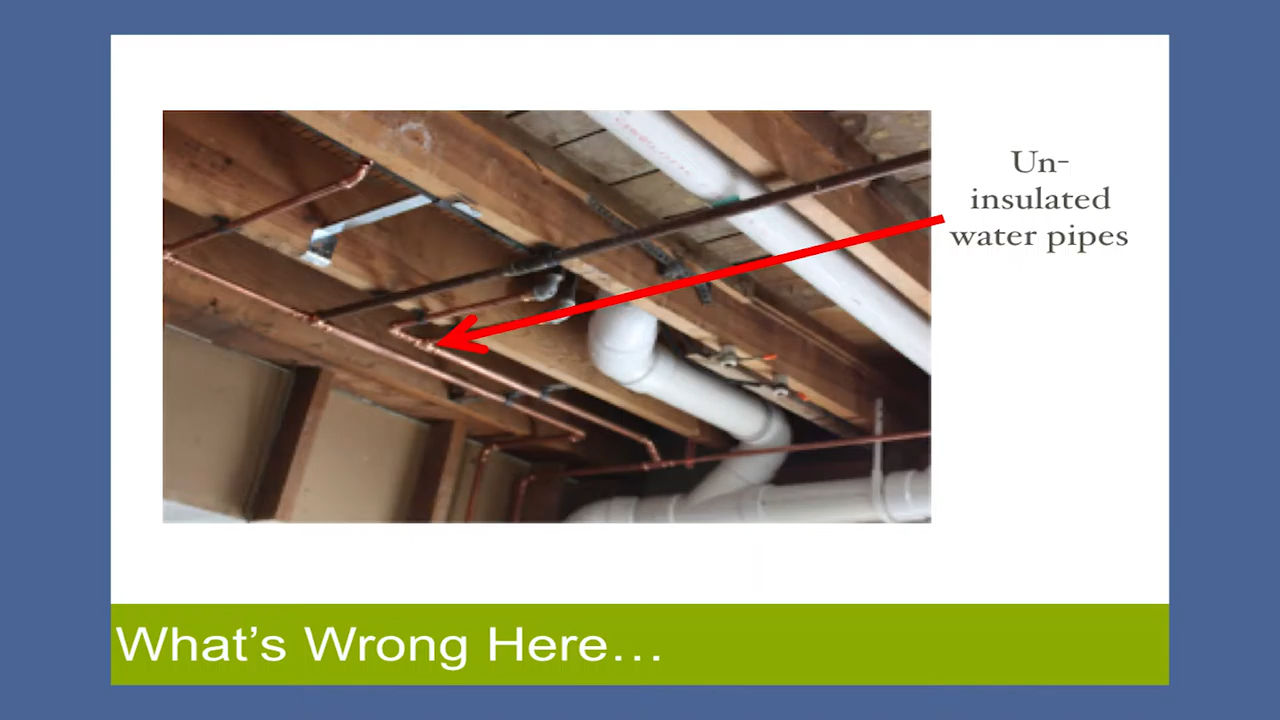 Un-
insulated
water pipes
What's Wrong Here…